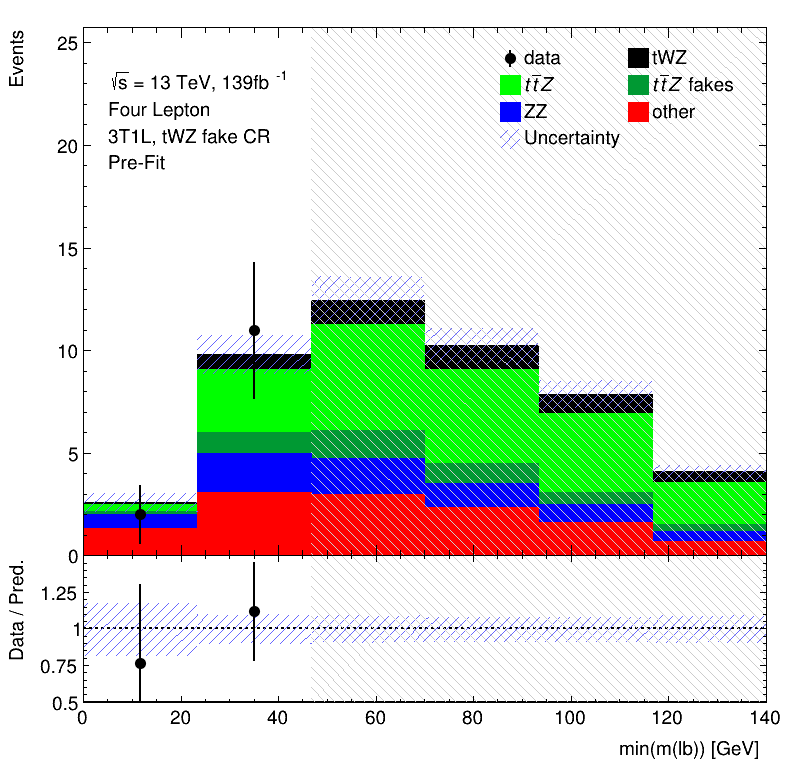 Events
25
20
15
10
5
0
√s = 13 TeV, 139fb⁻¹
Four Lepton
3T1L, tWZ fake CR
Pre-Fit
data
tWZ
tt̄Z
tt̄Z fakes
ZZ
other
Uncertainty
Data / Pred.
1.25
1
0.75
0.5
0 20 40 60 80 100 120 140
min(m(lb)) [GeV]